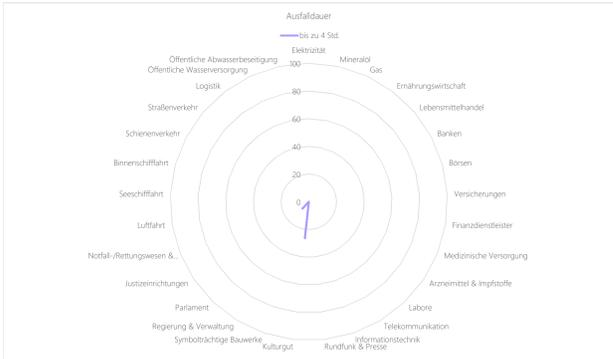 Ausfalldauer
bis zu 4 Std.
Elektrizität
Mineralöl
Gas
Ernährungswirtschaft
Lebensmittelhandel
Banken
Börsen
Versicherungen
Finanzdienstleister
Medizinische Versorgung
Arzneimittel & Impfstoffe
Labore
Telekommunikation
Informationstechnik
Rundfunk & Presse
Kulturgut
Symbolträchtige Bauwerke
Regierung & Verwaltung
Parlament
Justizeinrichtungen
Notfall-/Rettungswesen &...
Luftfahrt
Seeschifffahrt
Binnenschifffahrt
Schienenverkehr
Straßenverkehr
Logistik
Öffentliche Wasserversorgung
Öffentliche Abwasserbeseitigung
100
80
60
40
20
0